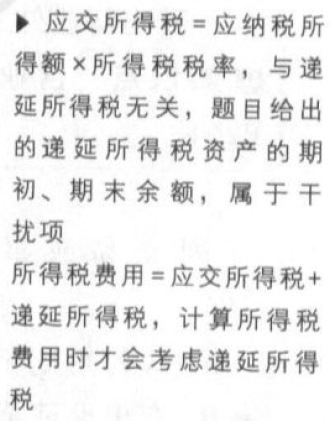 ▶ 应交所得税=应纳税所
得额×所得税税率，与递
延所得税无关，题目给出
的递延所得税资产的期
初、期末余额，属于干
扰项
所得税费用=应交所得税+
递延所得税，计算所得税
费用时才会考虑递延所得
税